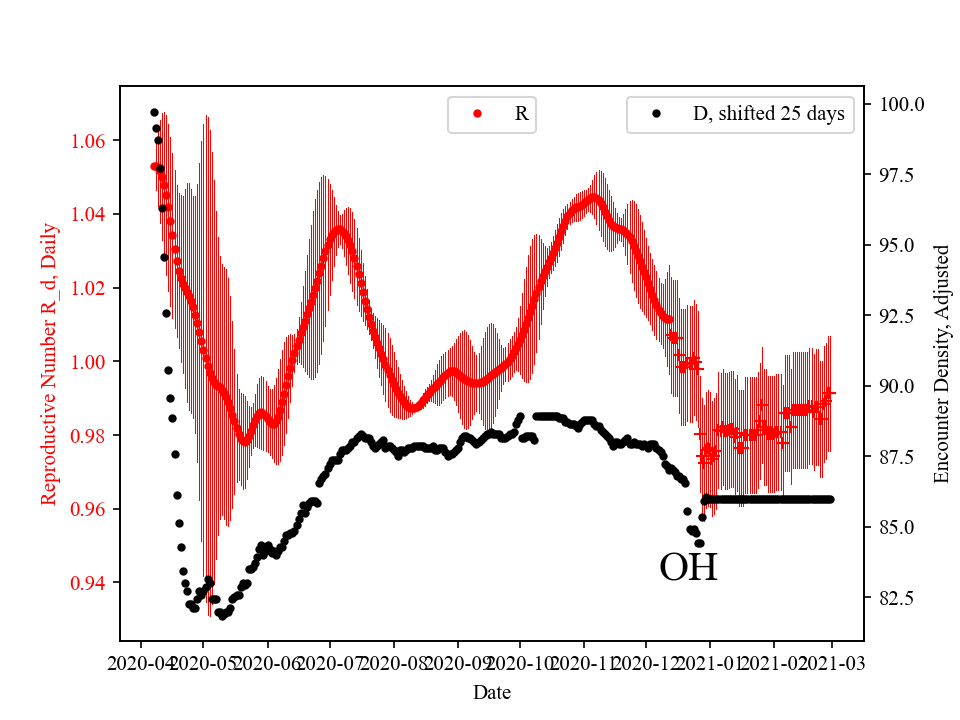 R
D, shifted 25 days
Reproductive Number R_d, Daily
1.06
1.04
1.02
1.00
0.98
0.96
0.94
100.0
97.5
95.0
92.5
90.0
87.5
85.0
82.5
Encounter Density, Adjusted
OH
2020-04 2020-05 2020-06 2020-07 2020-08 2020-09 2020-10 2020-11 2020-12 2021-01 2021-02 2021-03
Date